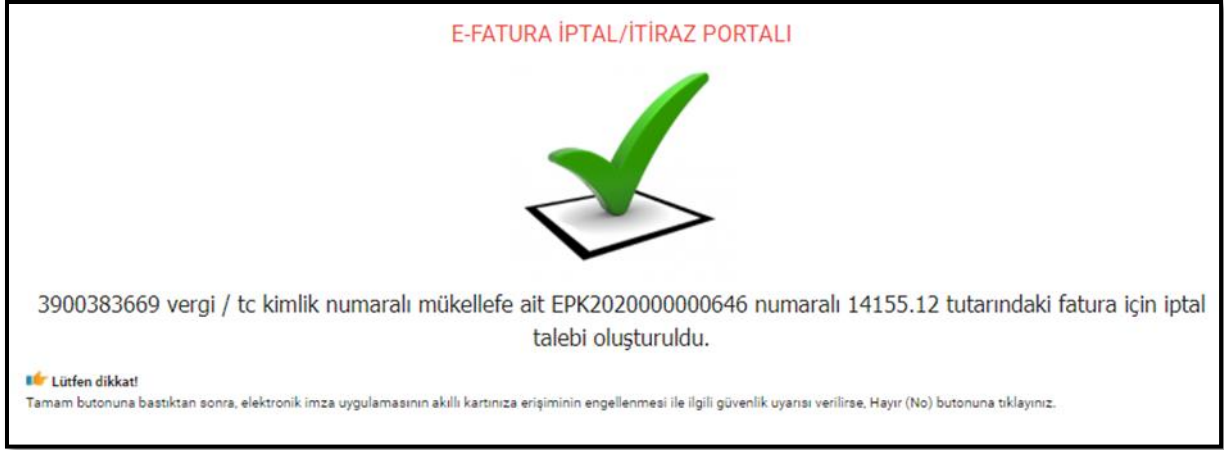 E-FATURA İPTAL/İTİRAZ PORTALI
3900383669 vergi / tc kimlik numaralı mükellefe ait EPK2020000000646 numaralı 14155.12 tutarındaki fatura için iptal
talebi oluşturuldu.
Lütfen dikkat!
Tamam butonuna bastıktan sonra, elektronik imza uygulamasının akıllı kartınıza erişiminin engellenmesi ile ilgili güvenlik uyarısı verilirse, Hayır (No) butonuna tıklayınız.